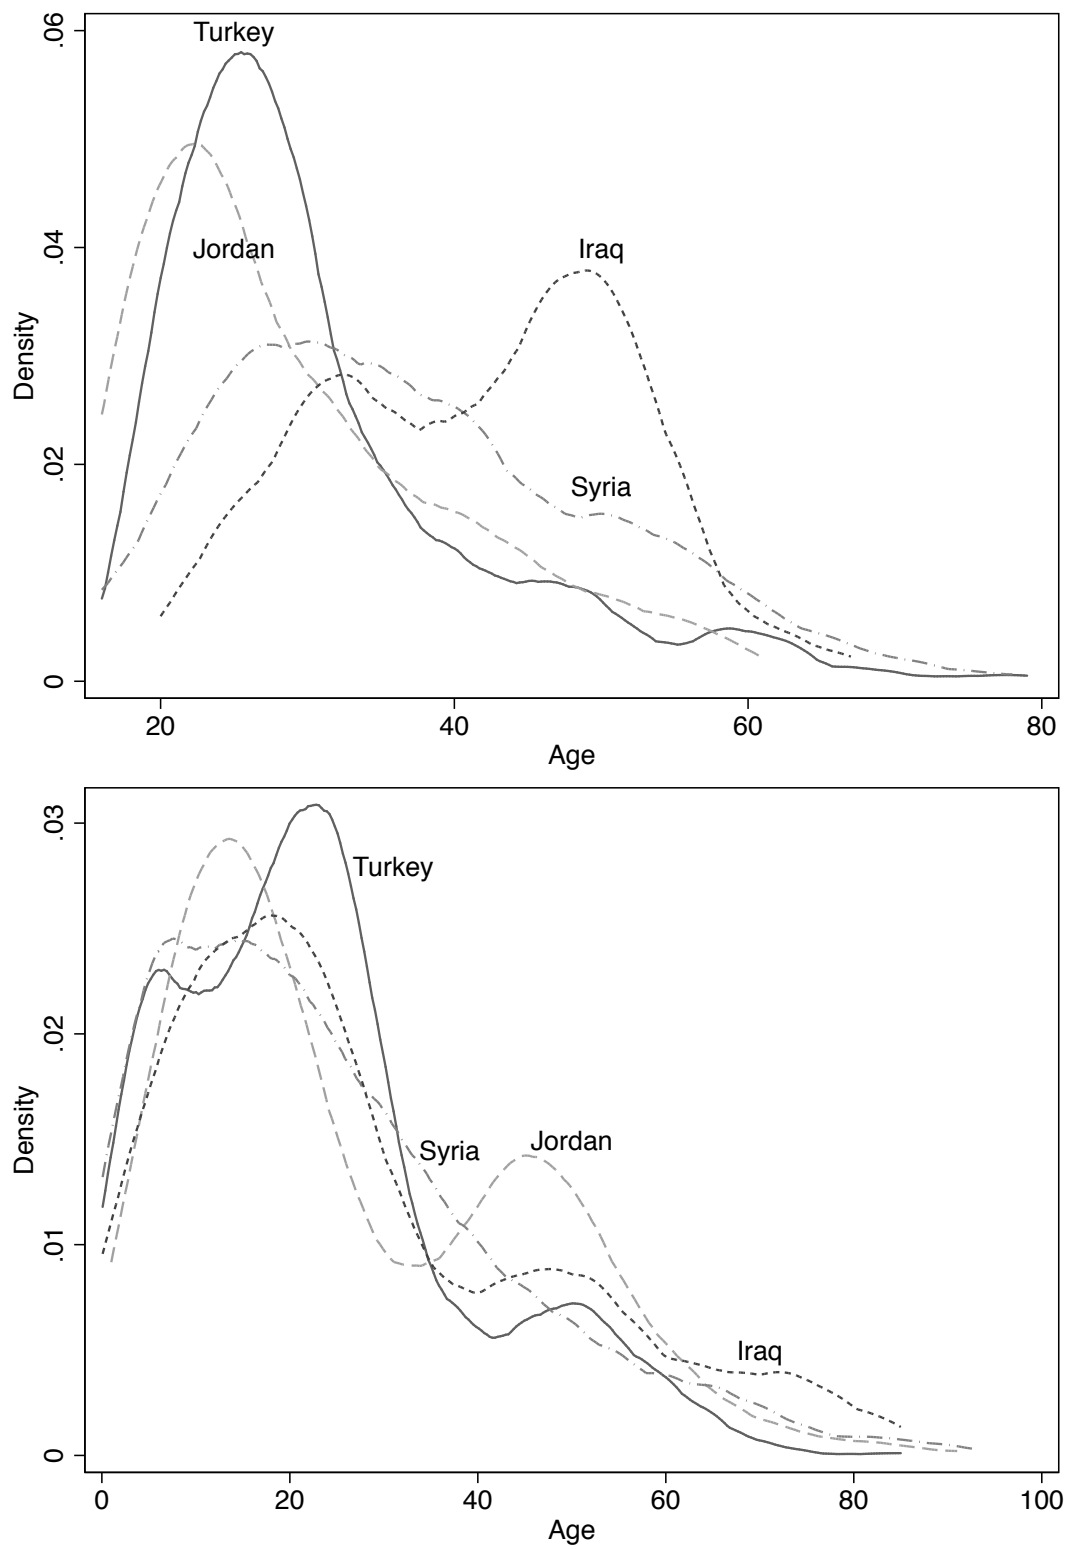 .06
.04
.02
0
Density
Turkey
Jordan
Iraq
Syria
20 40 60 80
Age
.03
.02
.01
0
Density
Turkey
Syria
Jordan
Iraq
0 20 40 60 80 100
Age